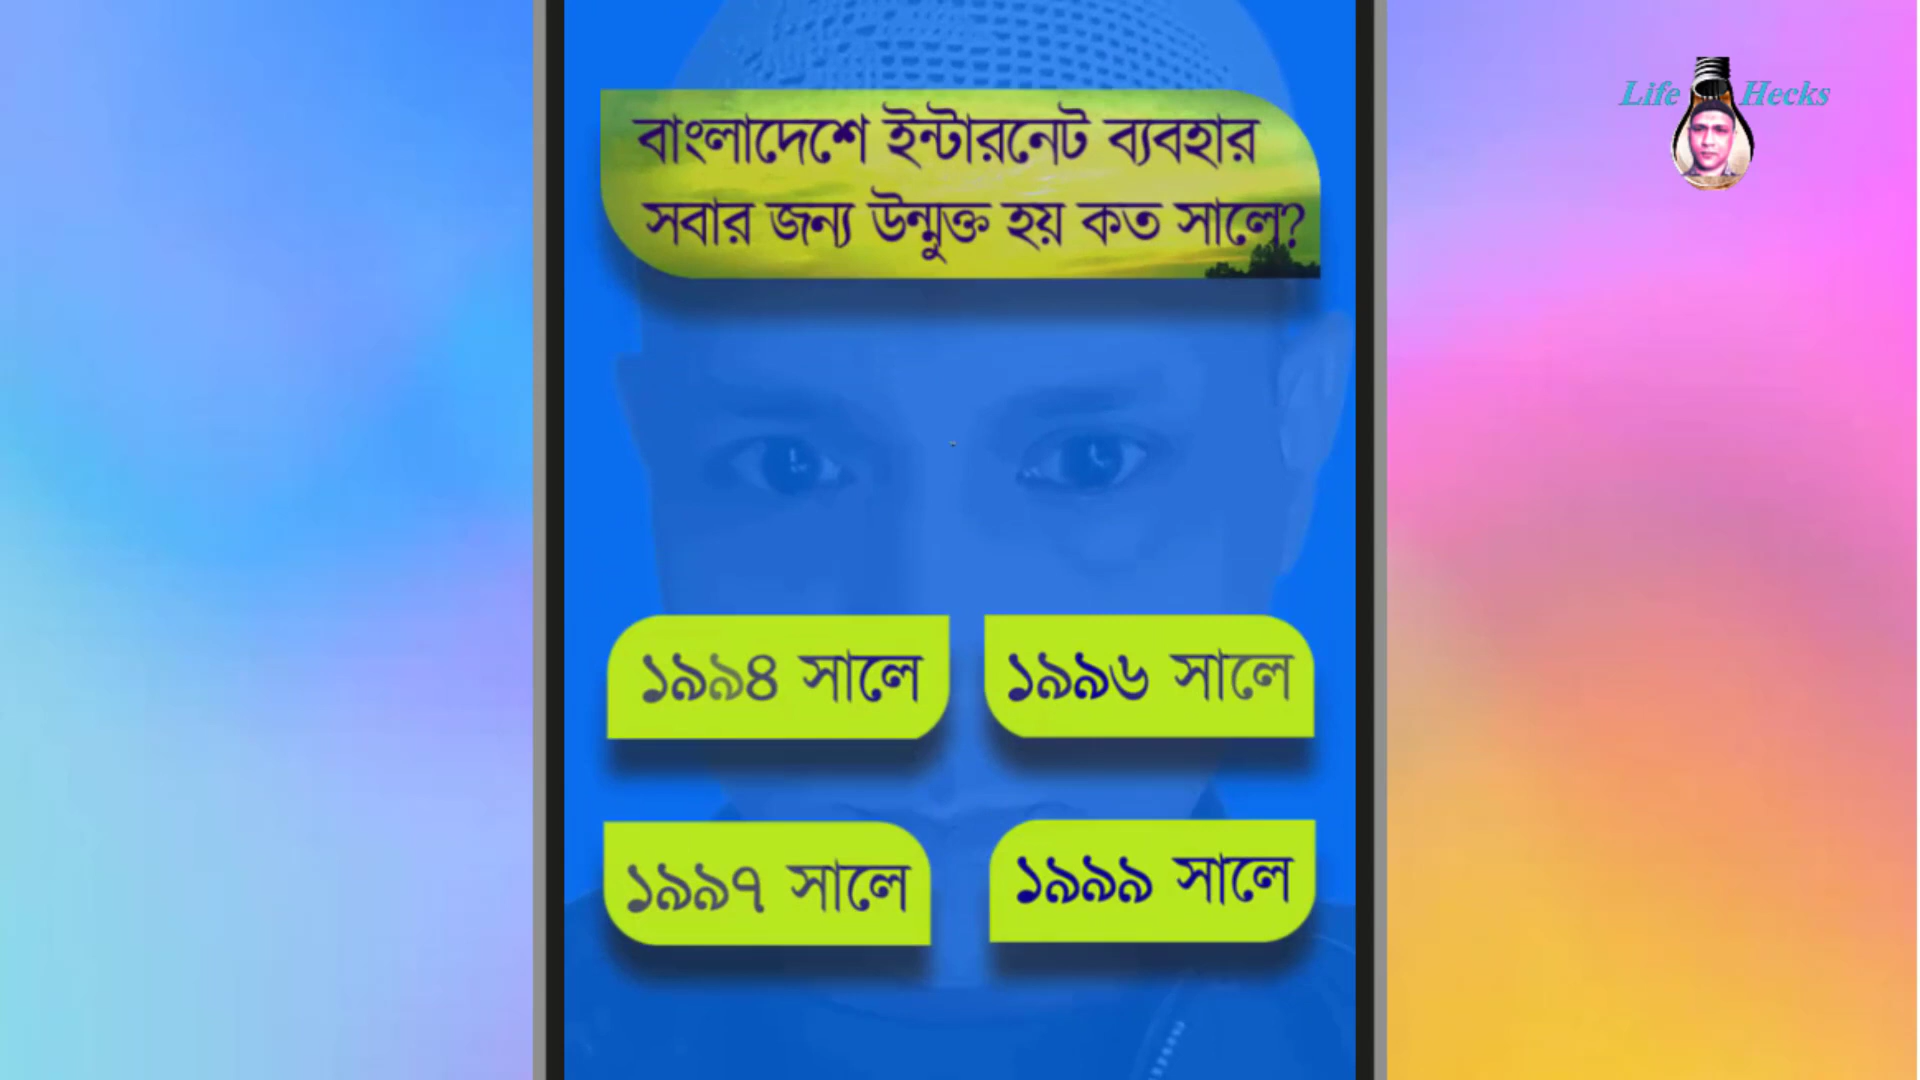 Life Hecks
বাংলাদেশে ইন্টারনেট ব্যবহার
সবার জন্য উন্মুক্ত হয় কত সালে?
১৯৯৪ সালে
১৯৯৬ সালে
১৯৯৭ সালে
১৯৯৯ সালে